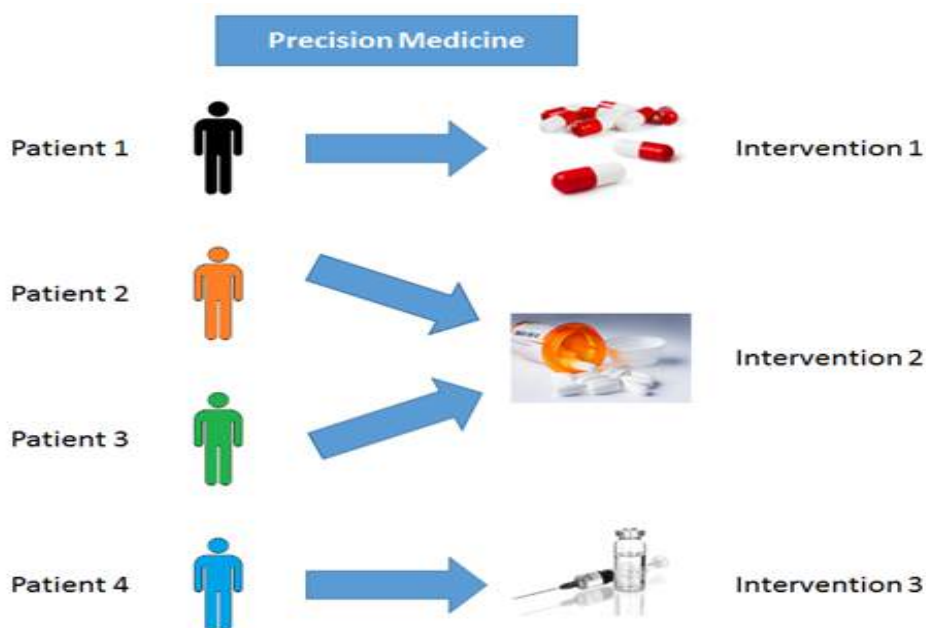 Precision Medicine
Patient 1
Intervention 1
Patient 2
Intervention 2
Patient 3
Patient 4
Intervention 3